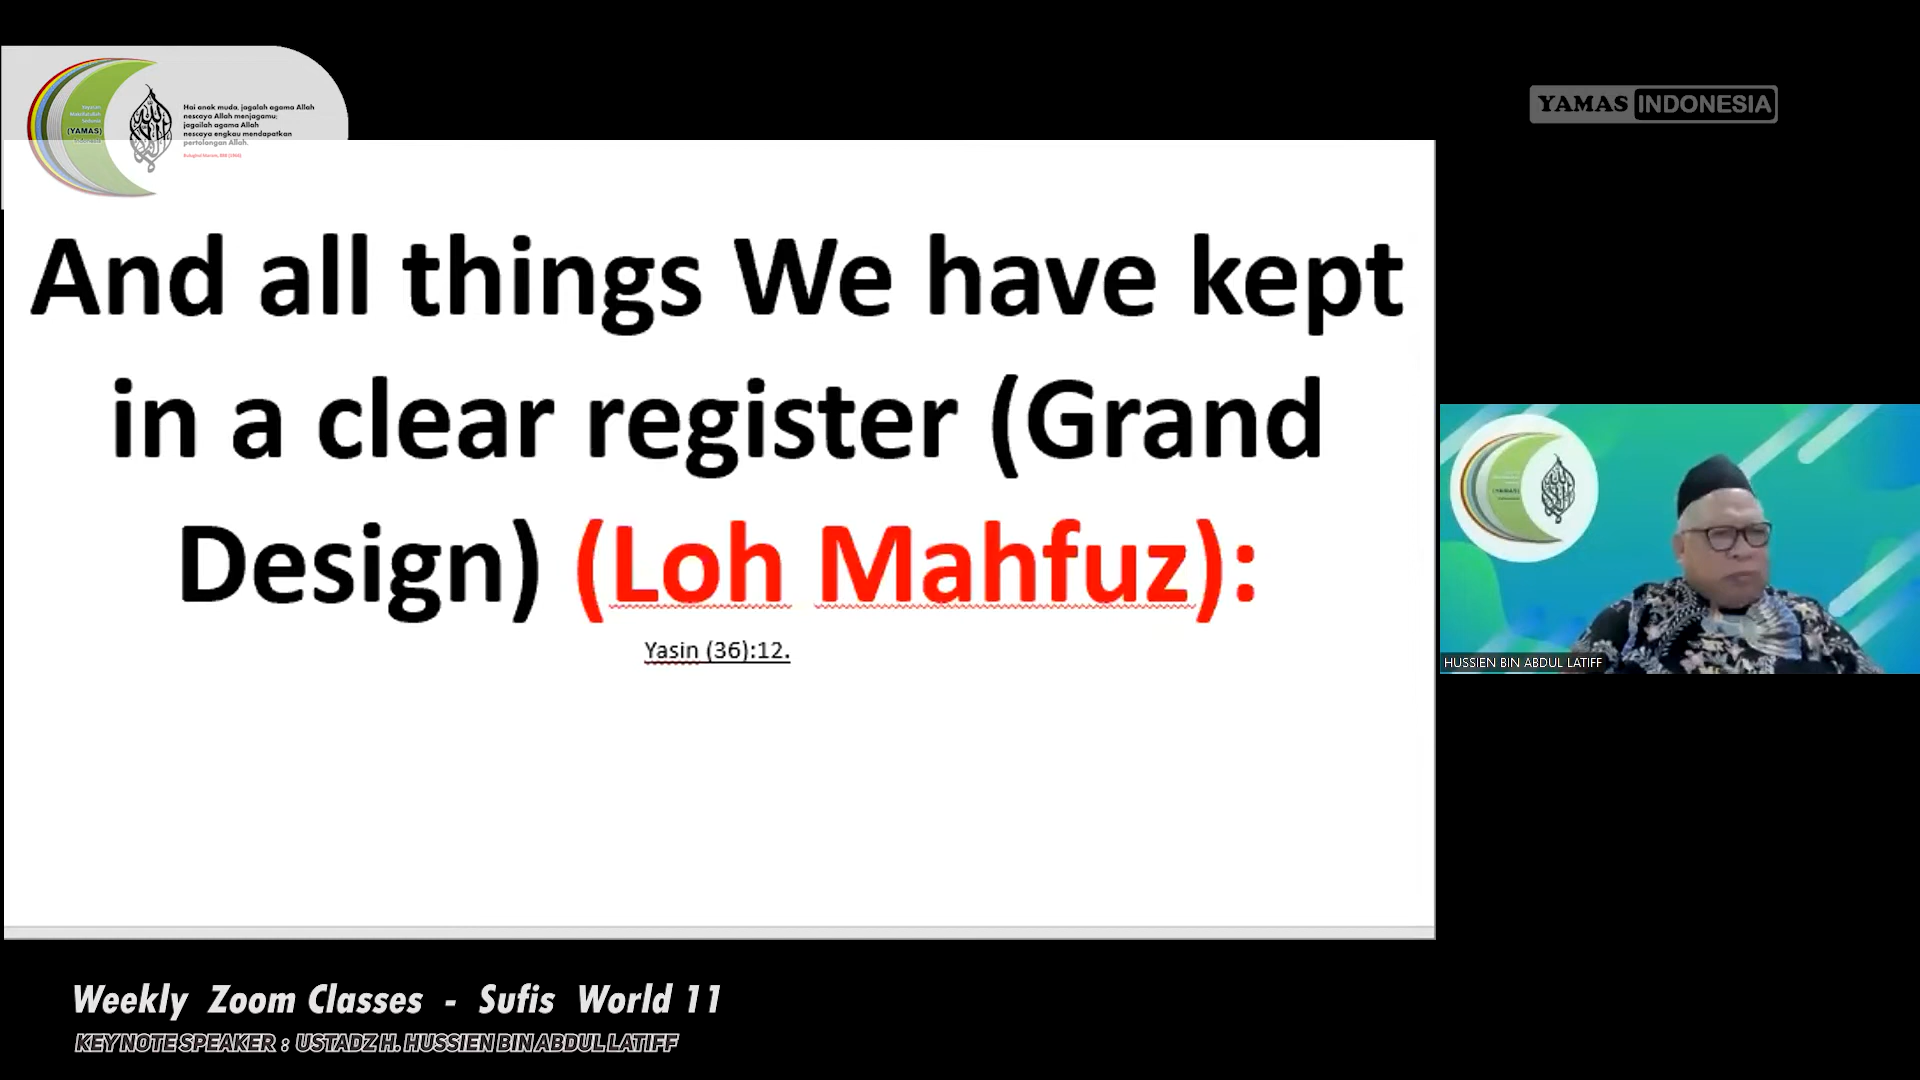 Hai anak muda, jagalah agama Allah
nescaya Allah menjagamu;
jagalah agama Allah
nescaya engkau mendapatkan
pertolongan Allah.
(YAMAS)
YAMAS INDONESIA
And all things We have kept
in a clear register (Grand
Design) (Loh Mahfuz):
Yasin (36):12.
HUSSIEN BIN ABDUL LATIFF
Weekly Zoom Classes - Sufis World 11
KEYNOTE SPEAKER : USTADZ H. HUSSIEN BIN ABDUL LATIFF